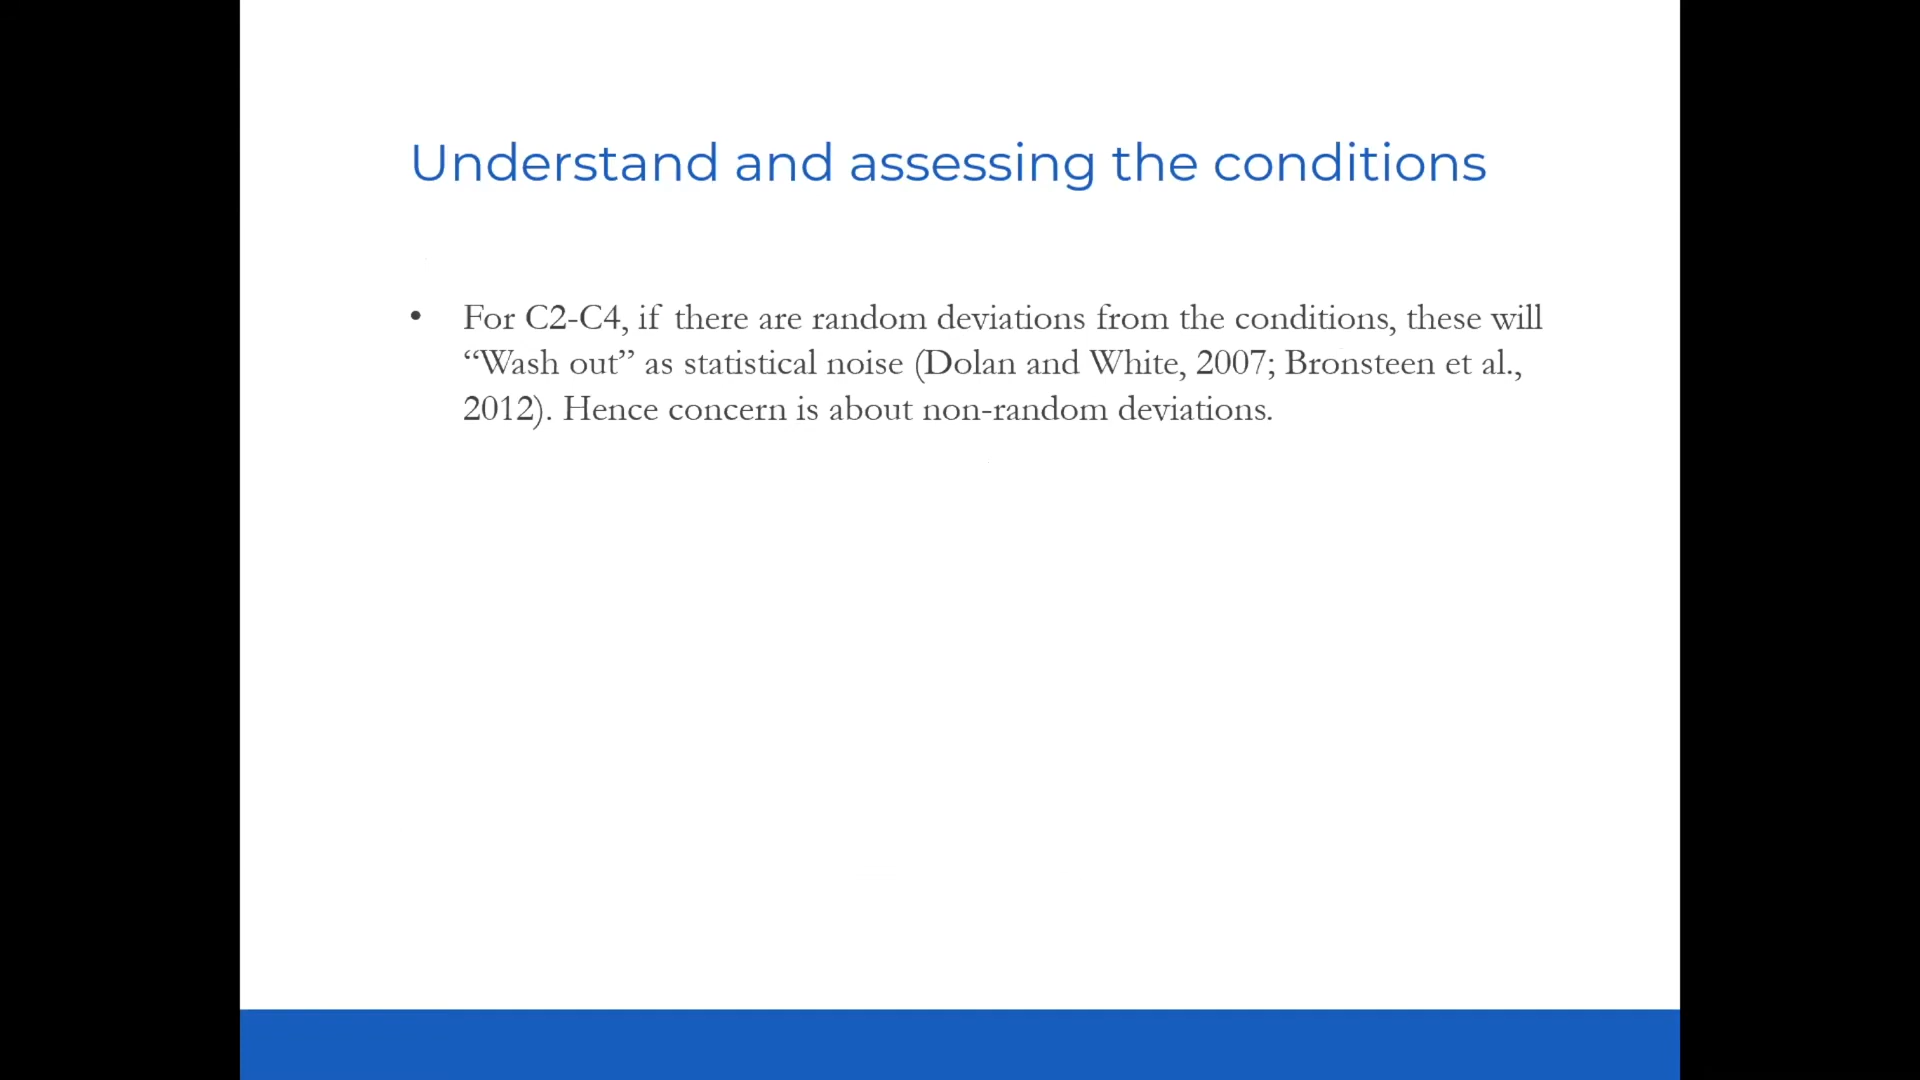 Understand and assessing the conditions
• For C2-C4, if there are random deviations from the conditions, these will
“Wash out” as statistical noise (Dolan and White, 2007; Bronsteen et al.,
2012). Hence concern is about non-random deviations.